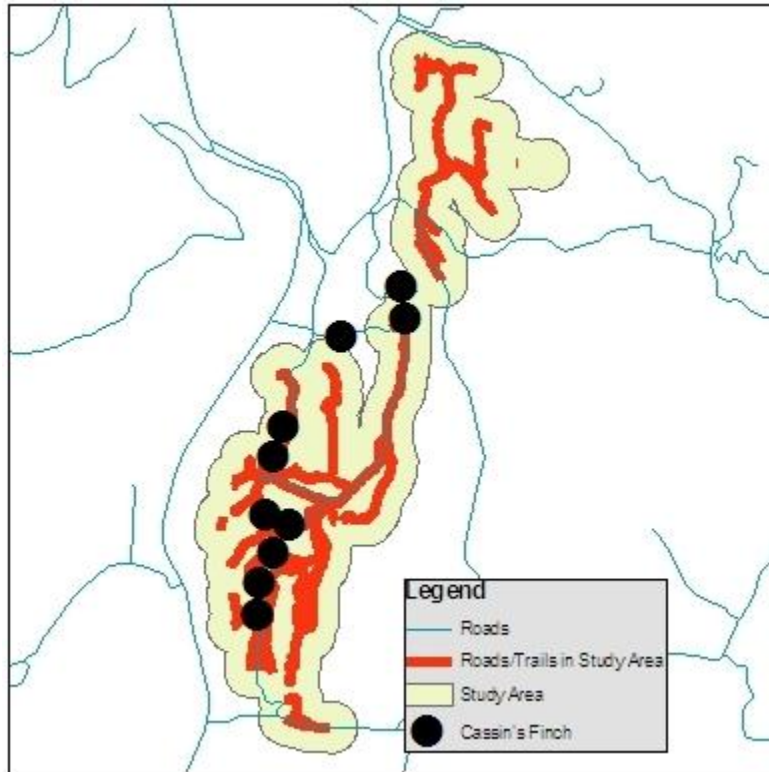 Legend
Roads
Roads/Trails in Study Area
Study Area
Cassin's Finch